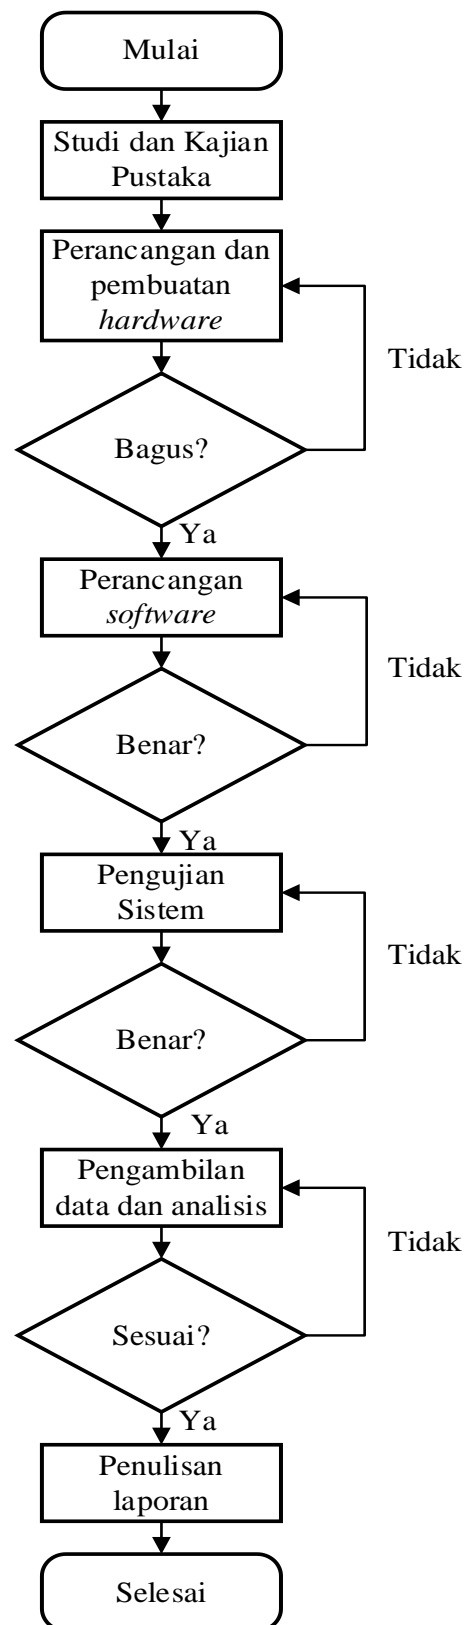 Mulai
Studi dan Kajian
Pustaka
Perancangan dan
pembuatan
hardware
Tidak
Bagus?
Ya
Perancangan
software
Tidak
Benar?
Ya
Pengujian
Sistem
Tidak
Benar?
Ya
Pengambilan
data dan analisis
Tidak
Sesuai?
Ya
Penulisan
laporan
Selesai